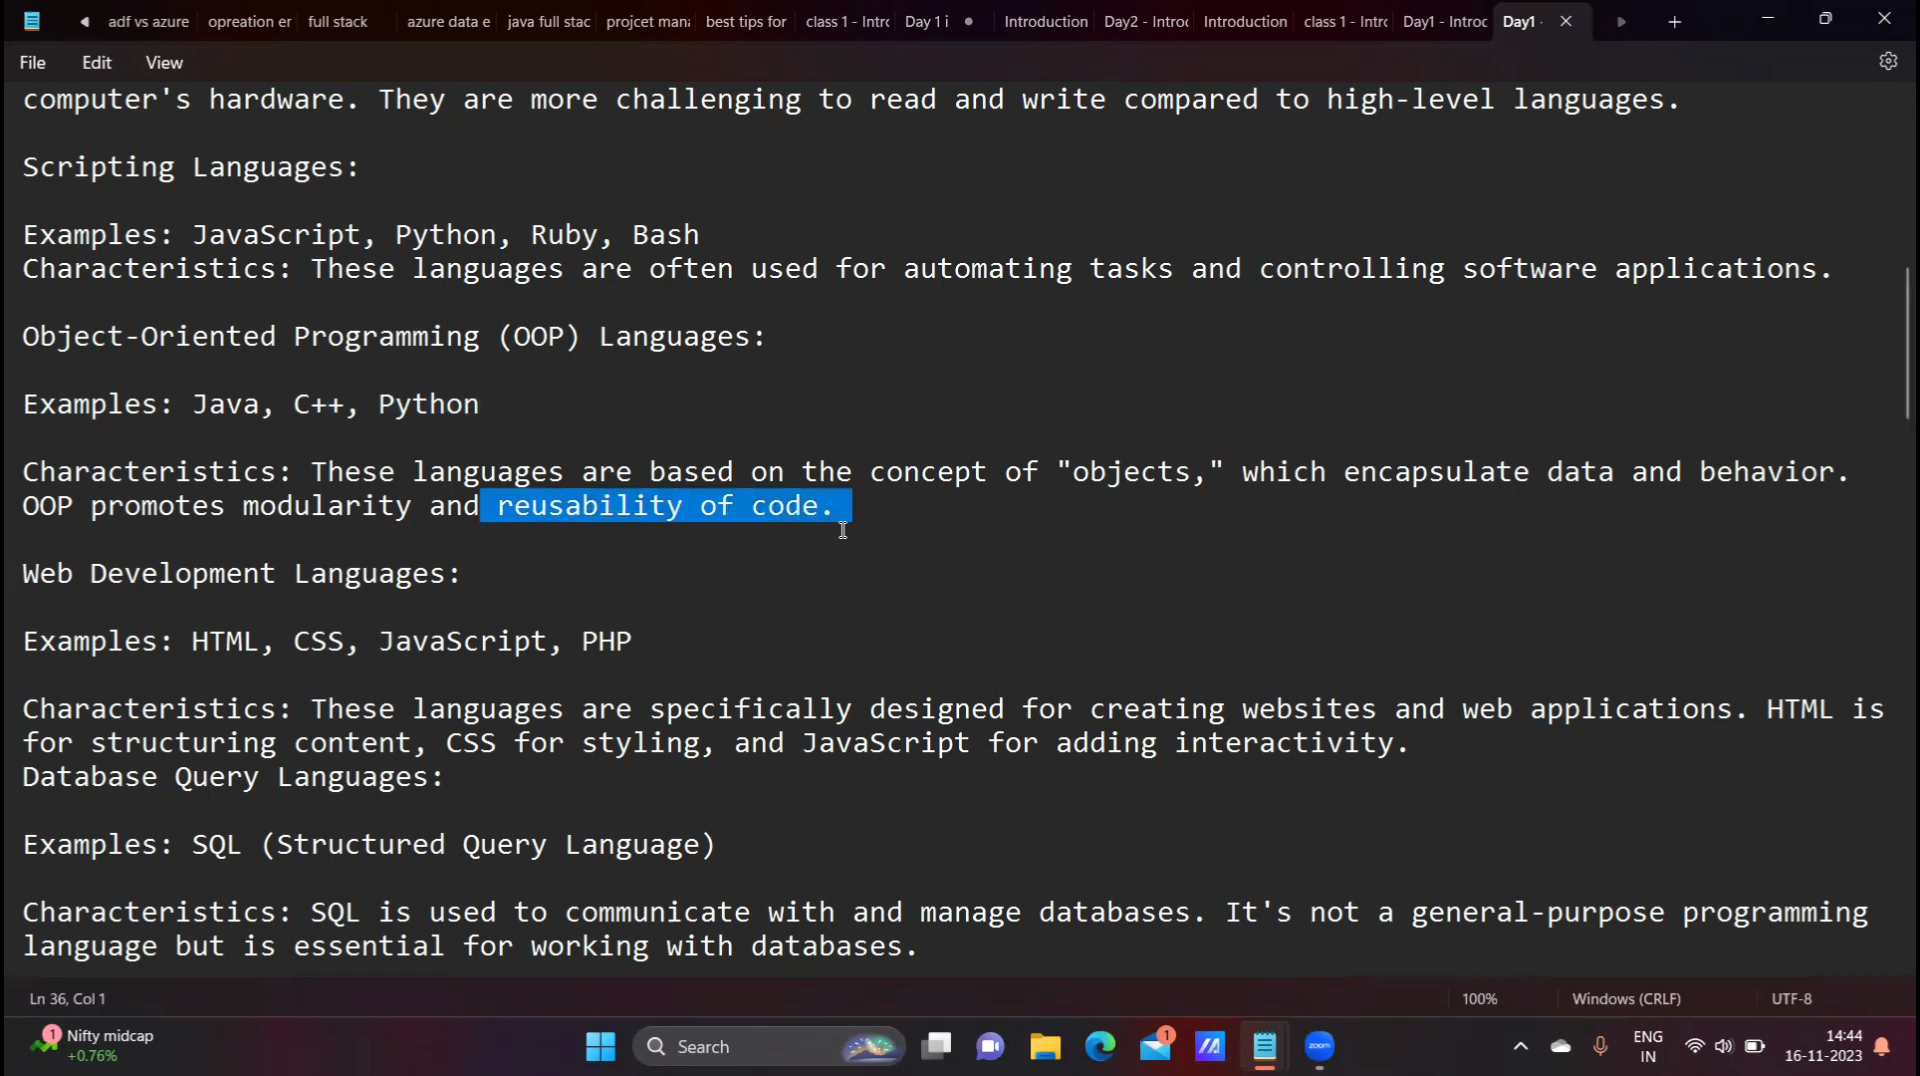 adf vs azure
opreation er
full stack
azure data e
java full stac
projcet mana
best tips for
class 1 - Intro
Day 1 i
Introduction
Day2 - Introc
Introduction
class 1 - Intro
Day1 - Introc
Day1 -
File Edit View
computer's hardware. They are more challenging to read and write compared to high-level languages.
Scripting Languages:
Examples: JavaScript, Python, Ruby, Bash
Characteristics: These languages are often used for automating tasks and controlling software applications.
Object-Oriented Programming (OOP) Languages:
Examples: Java, C++, Python
Characteristics: These languages are based on the concept of "objects," which encapsulate data and behavior.
OOP promotes modularity and reusability of code.
Web Development Languages:
Examples: HTML, CSS, JavaScript, PHP
Characteristics: These languages are specifically designed for creating websites and web applications. HTML is
for structuring content, CSS for styling, and JavaScript for adding interactivity.
Database Query Languages:
Examples: SQL (Structured Query Language)
Characteristics: SQL is used to communicate with and manage databases. It's not a general-purpose programming
language but is essential for working with databases.
Ln 36, Col 1 100% Windows (CRLF) UTF-8
1 Nifty midcap
+0.76%
Search
1
zoom
ENG
IN
14:44
16-11-2023